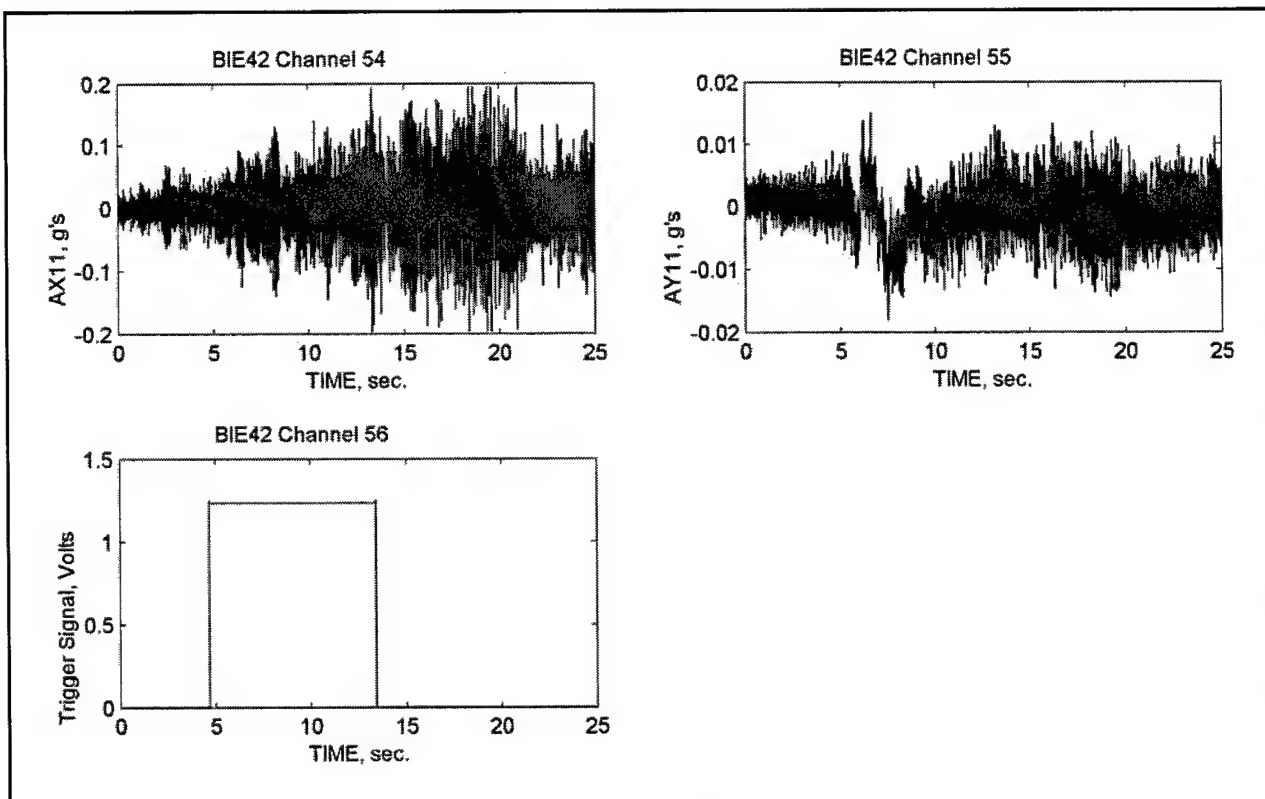 BIE42 Channel 54
0.2
0.1
0
-0.1
-0.2
AX11, g's
0 5 10 15 20 25
TIME, sec.
BIE42 Channel 55
0.02
0.01
0
-0.01
-0.02
AY11, g's
0 5 10 15 20 25
TIME, sec.
BIE42 Channel 56
1.5
1
0.5
0
Trigger Signal, Volts
0 5 10 15 20 25
TIME, sec.